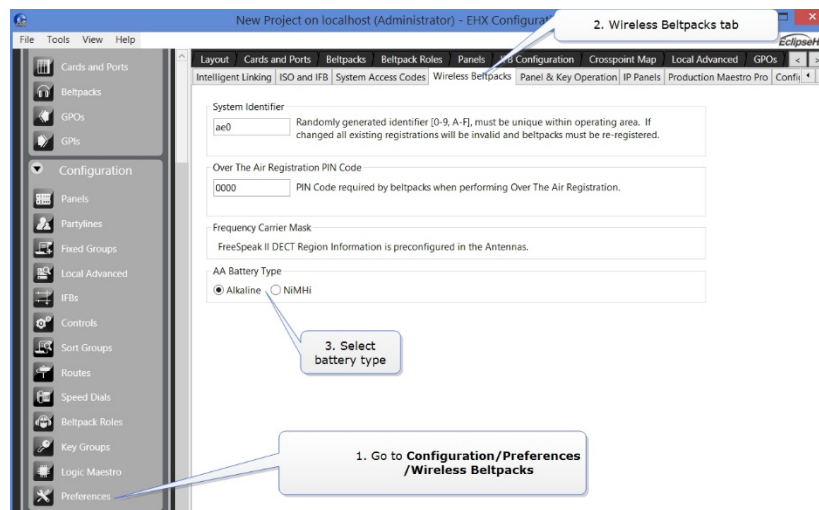 New Project on localhost (Administrator) - EHX Configurat
2. Wireless Beltpacks tab
File Tools View Help
EclipseH
Layout Cards and Ports Beltpacks Beltpack Roles Panels Configuration Crosspoint Map Local Advanced GPOs
Intelligent Linking ISO and IFB System Access Codes Wireless Beltpacks Panel & Key Operation IP Panels Production Maestro Pro Confi
Cards and Ports
Beltpacks
GPOs
GPIs
Configuration
Panels
Partylines
Fixed Groups
Local Advanced
IFBs
Controls
Sort Groups
Routes
Speed Dials
Beltpack Roles
Key Groups
Logic Maestro
Preferences
System Identifier
ae0
Randomly generated identifier [0-9, A-F], must be unique within operating area. If
changed all existing registrations will be invalid and beltpacks must be re-registered.
Over The Air Registration PIN Code
0000 PIN Code required by beltpacks when performing Over The Air Registration.
Frequency Carrier Mask
FreeSpeak II DECT Region Information is preconfigured in the Antennas.
AA Battery Type
Alkaline NiMHi
3. Select
battery type
1. Go to Configuration/Preferences
/Wireless Beltpacks